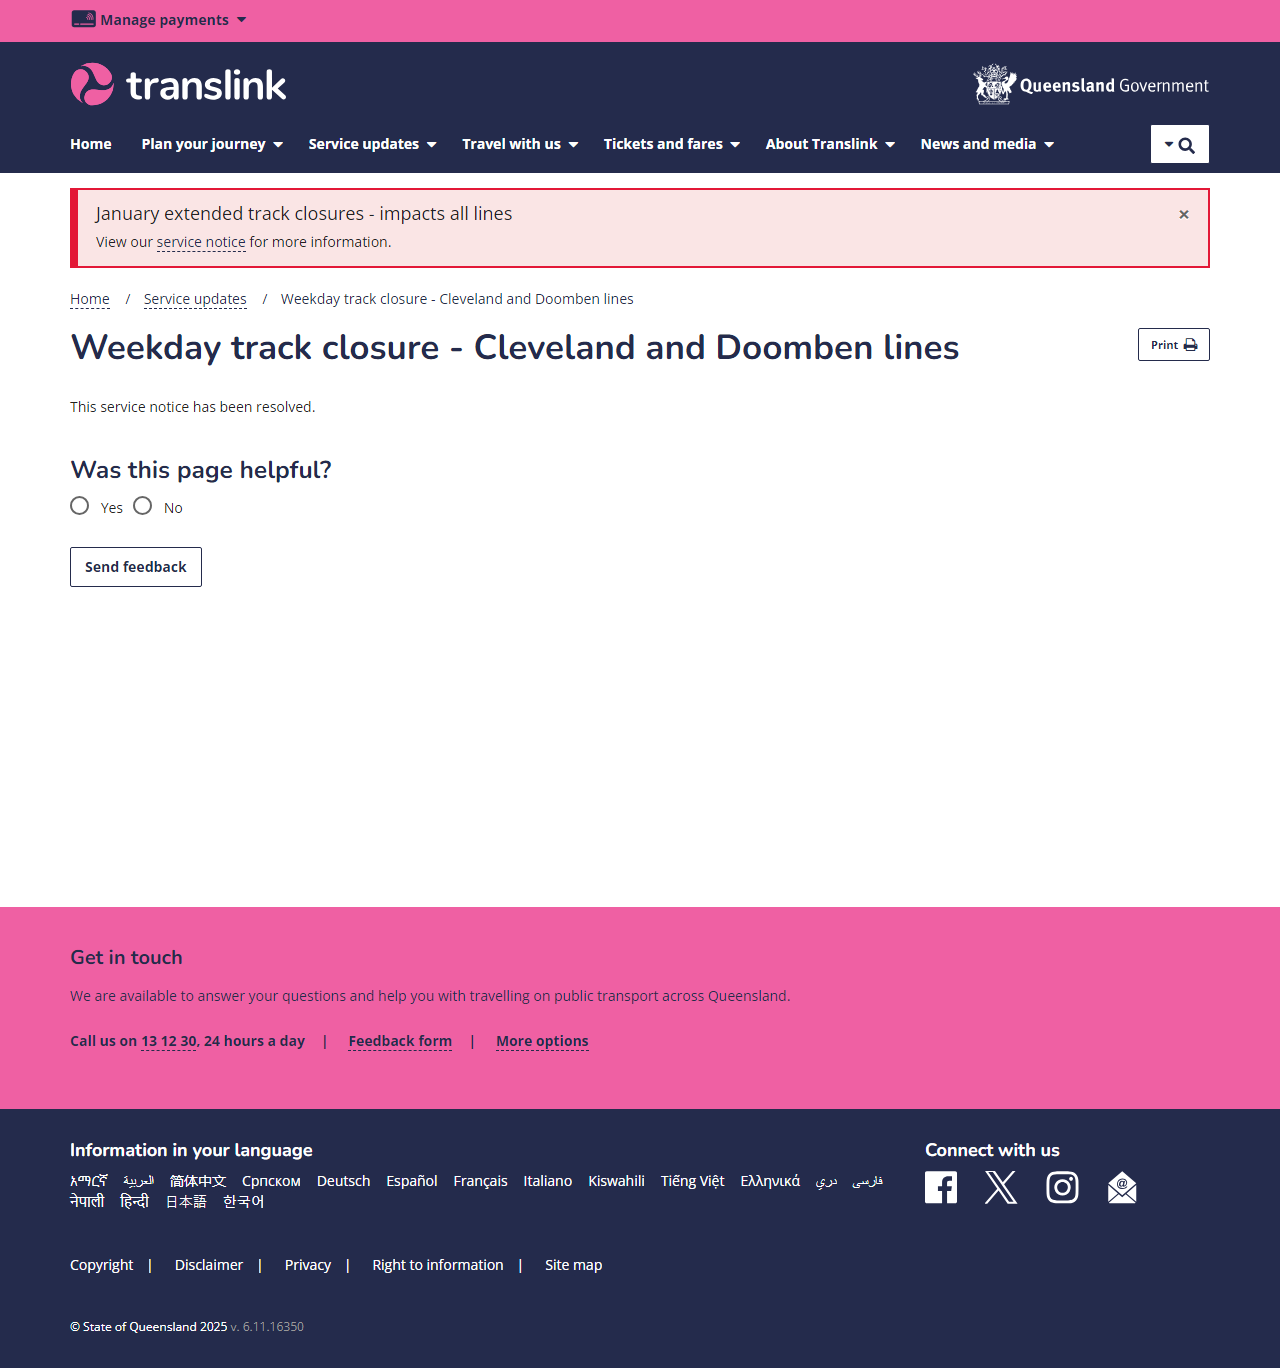 Manage payments
translink
Queensland Government
Home Plan your journey Service updates Travel with us Tickets and fares About Translink News and media
January extended track closures - impacts all lines
×
View our service notice for more information.
Home / Service updates / Weekday track closure - Cleveland and Doomben lines
Weekday track closure - Cleveland and Doomben lines
Print
This service notice has been resolved.
Was this page helpful?
Yes No
Send feedback
Get in touch
We are available to answer your questions and help you with travelling on public transport across Queensland.
Call us on 13 12 30, 24 hours a day | Feedback form | More options
Information in your language
አማርኛ العربية 简体中文 Српском Deutsch Español Français Italiano Kiswahili Tiếng Việt Ελληνικά دري فارسی
नेपाली हिन्दी 日本語 한국어
Connect with us
Copyright | Disclaimer | Privacy | Right to information | Site map
© State of Queensland 2025 v. 6.11.16350